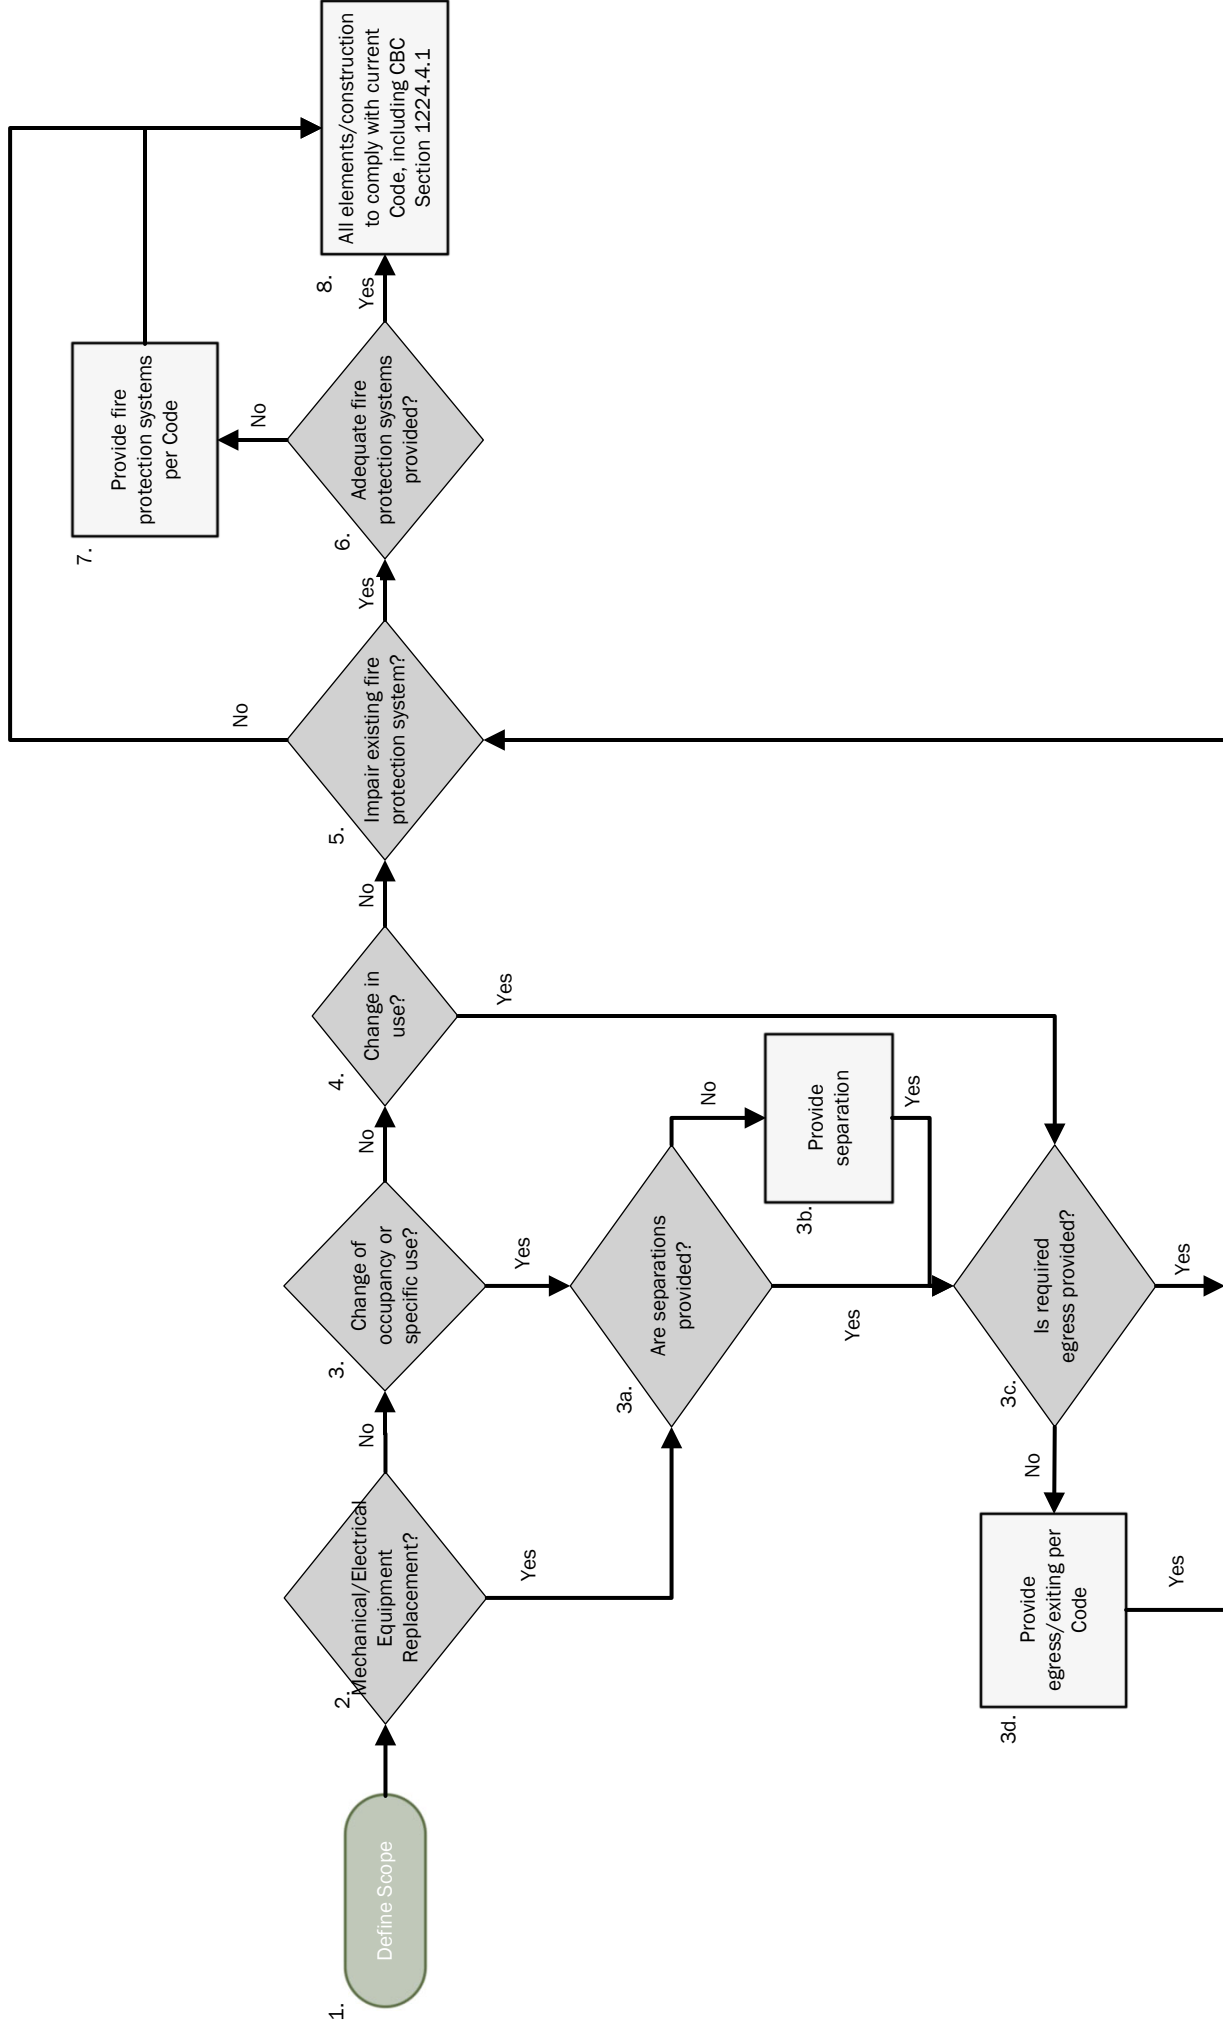 1.
Define Scope
2.
Mechanical/Electrical
Equipment
Replacement?
No
Yes
3.
Change of
occupancy or
specific use?
No
Yes
4.
Change in
use?
No
Yes
5.
Impair existing fire
protection system?
No
Yes
6.
Adequate fire
protection systems
provided?
No
Yes
7.
Provide fire
protection systems
per Code
8.
All elements/construction
to comply with current
Code, including CBC
Section 1224.4.1
3a.
Are separations
provided?
No
Yes
3b.
Provide
separation
Yes
3c.
Is required
egress provided?
No
Yes
3d.
Provide
egress/exiting per
Code
Yes